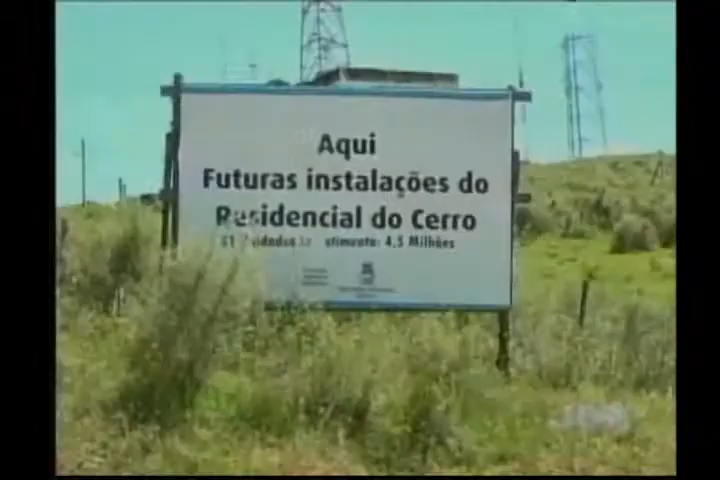 Aqui
Futuras instalações do
Residencial do Cerro
4,5 Milhões